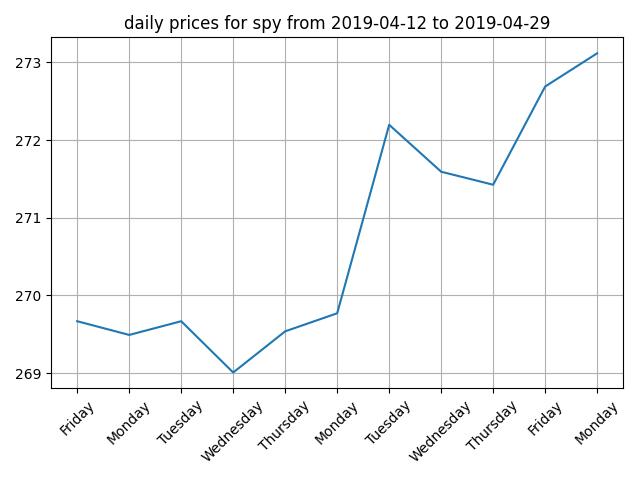 daily prices for spy from 2019-04-12 to 2019-04-29
273
272
271
270
269
Friday
Monday
Tuesday
Wednesday
Thursday
Monday
Tuesday
Wednesday
Thursday
Friday
Monday